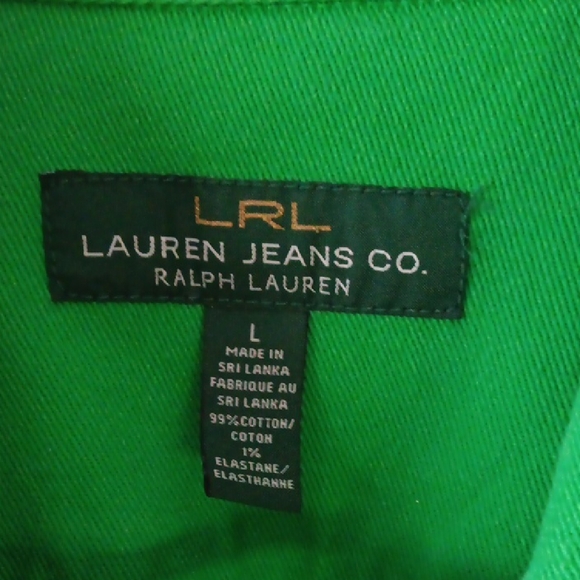 LRL
LAUREN JEANS CO.
RALPH LAUREN
L
MADE IN
SRI LANKA
FABRIQUE AU
SRI LANKA
99%COTTON/
COTON
1%
ELASTANE/
ELASTHANNE